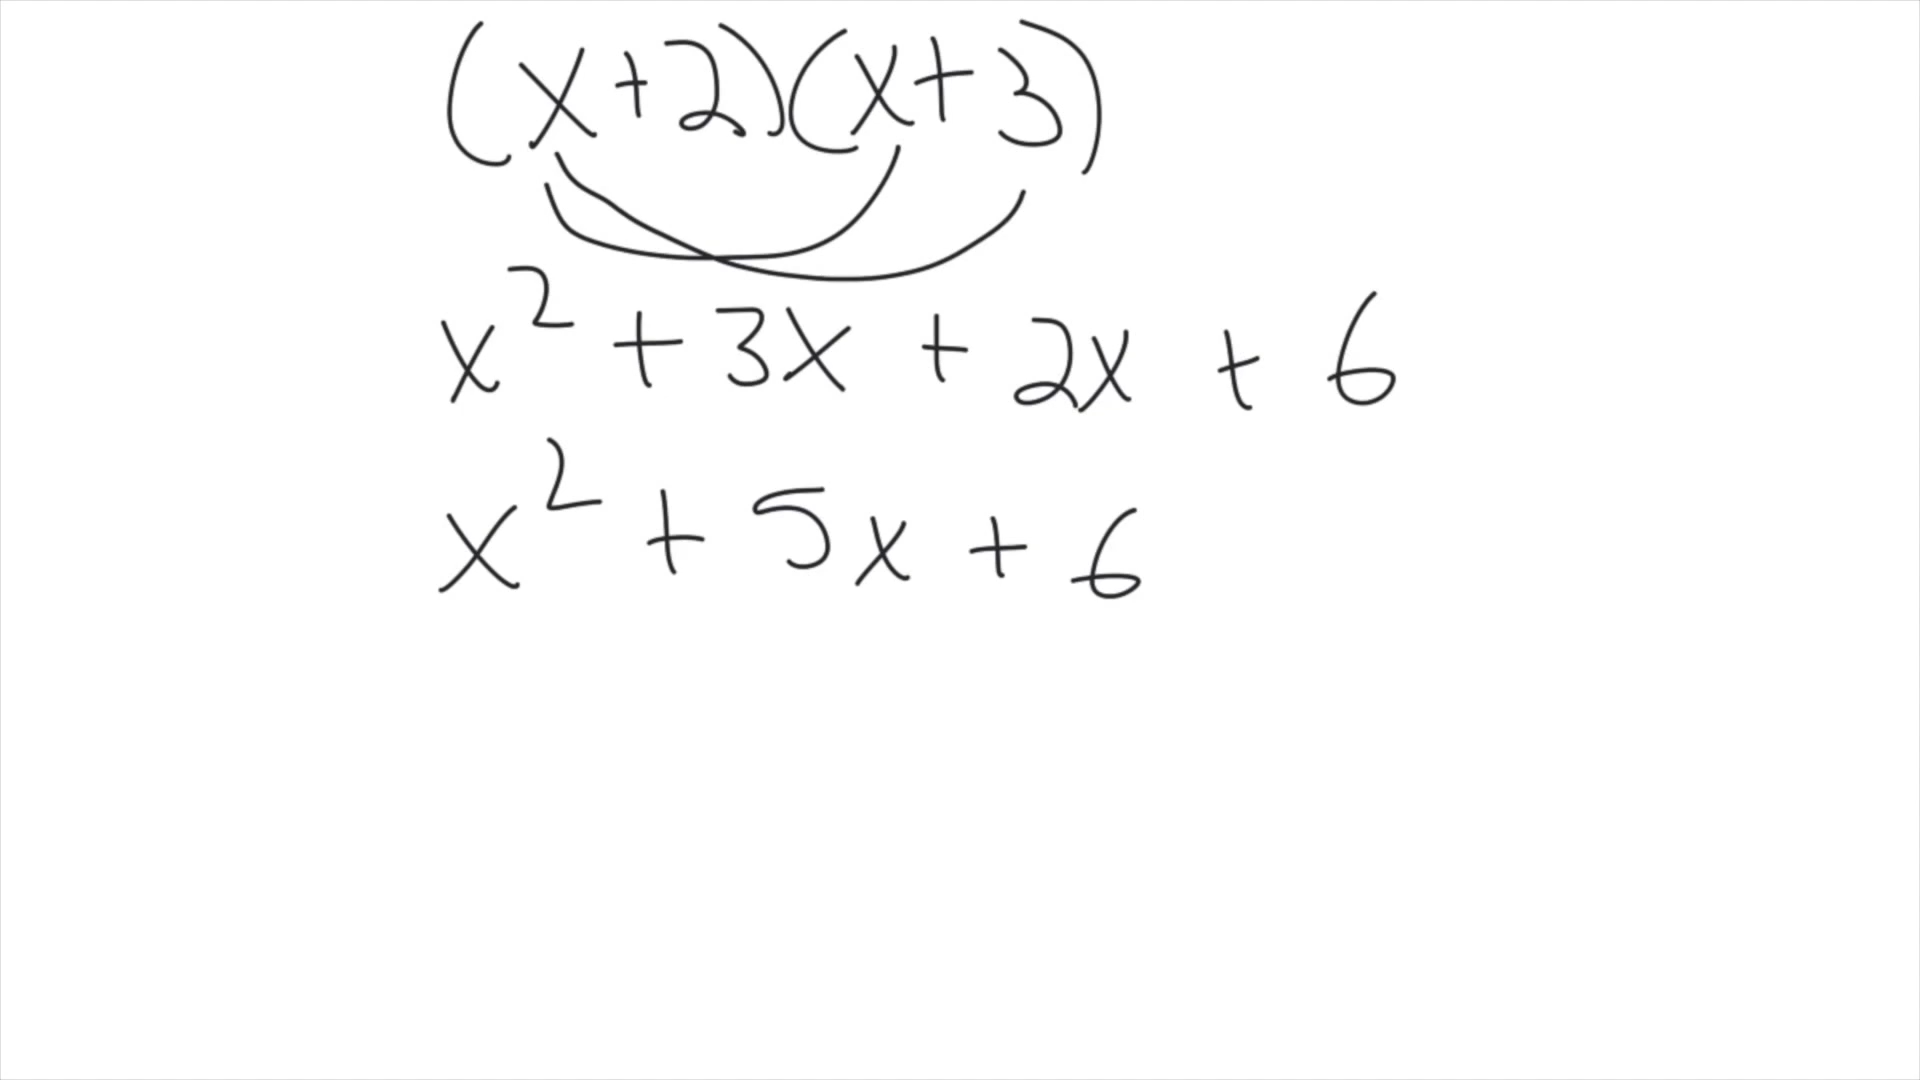 (x+2)(x+3)
x² + 3x + 2x + 6
x² + 5x + 6